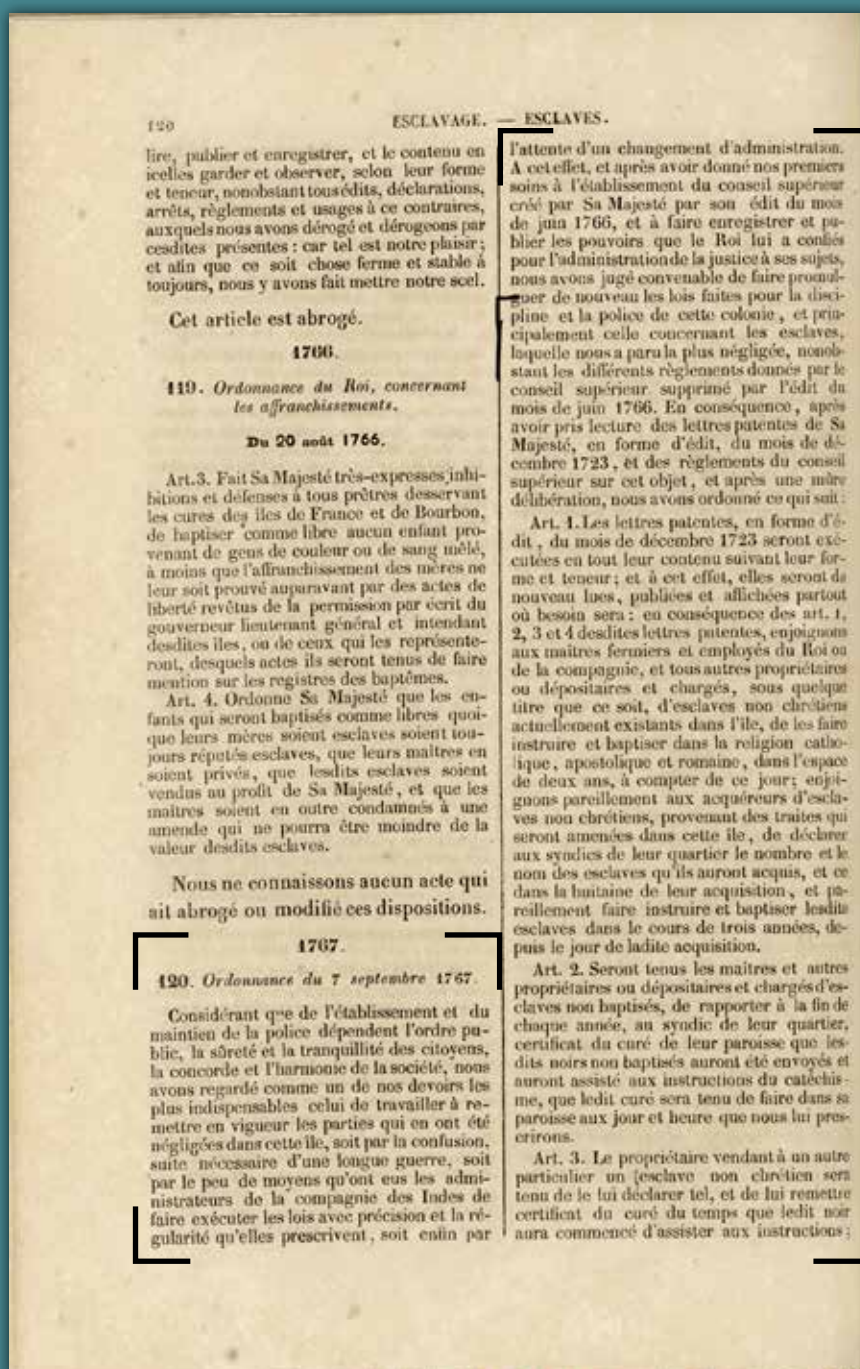 120
ESCLAVAGE. — ESCLAVES.
lire, publier et enregistrer, et le contenu en
icelles garder et observer, selon leur forme
et teneur, nonobstant tous édits, déclarations,
arrêts, règlements et usages à ce contraires,
auxquels nous avons dérogé et dérogeons par
cesdites présentes : car tel est notre plaisir ;
et afin que ce soit chose ferme et stable à
toujours, nous y avons fait mettre notre scel.
Cet article est abrogé.
1766.
119. Ordonnance du Roi, concernant
les affranchissements.
Du 20 août 1766.
Art.3. Fait Sa Majesté très-expresses inhi-
bitions et défenses à tous prêtres desservant
les cures des îles de France et de Bourbon,
de baptiser comme libre aucun enfant pro-
venant de gens de couleur ou de sang mêlé,
à moins que l'affranchissement des mères ne
leur soit prouvé auparavant par des actes de
liberté revêtus de la permission par écrit du
gouverneur lieutenant général et intendant
desdites îles, ou de ceux qui les représente-
ront, desquels actes ils seront tenus de faire
mention sur les registres des baptêmes.
Art. 4. Ordonne Sa Majesté que les en-
fants qui seront baptisés comme libres quoi-
que leurs mères soient esclaves soient tou-
jours réputés esclaves, que leurs maîtres en
soient privés, que lesdits esclaves soient
vendus au profit de Sa Majesté, et que les
maîtres soient en outre condamnés à une
amende qui ne pourra être moindre de la
valeur desdits esclaves.
Nous ne connaissons aucun acte qui
ait abrogé ou modifié ces dispositions.
1767.
120. Ordonnance du 7 septembre 1767.
Considérant que de l'établissement et du
maintien de la police dépendent l'ordre pu-
blic, la sûreté et la tranquillité des citoyens,
la concorde et l'harmonie de la société, nous
avons regardé comme un de nos devoirs les
plus indispensables celui de travailler à re-
mettre en vigueur les parties qui en ont été
négligées dans cette île, soit par la confusion,
suite nécessaire d'une longue guerre, soit
par le peu de moyens qu'ont eus les admi-
nistrateurs de la compagnie des Indes de
faire exécuter les lois avec précision et la ré-
gularité qu'elles prescrivent, soit enfin par
l'attente d'un changement d'administration.
A cet effet, et après avoir donné nos premiers
soins à l'établissement du conseil supérieur
créé par Sa Majesté par son édit du mois
de juin 1766, et à faire enregistrer et pu-
blier les pouvoirs que le Roi lui a confiés
pour l'administration de la justice à ses sujets,
nous avons jugé convenable de faire promul-
guer de nouveau les lois faites pour la disci-
pline et la police de cette colonie, et prin-
cipalement celle concernant les esclaves,
laquelle nous a paru la plus négligée, nonob-
stant les différents règlements donnés par le
conseil supérieur supprimé par l'édit du
mois de juin 1766. En conséquence, après
avoir pris lecture des lettres patentes de Sa
Majesté, en forme d'édit, du mois de dé-
cembre 1723, et des règlements du conseil
supérieur sur cet objet, et après une mûre
délibération, nous avons ordonné ce qui suit :
Art. 1. Les lettres patentes, en forme d'é-
dit, du mois de décembre 1723 seront exé-
cutées en tout leur contenu suivant leur for-
me et teneur ; et à cet effet, elles seront de
nouveau lues, publiées et affichées partout
où besoin sera : en conséquence des art. 1,
2, 3 et 4 desdites lettres patentes, enjoignons
aux maîtres fermiers et employés du Roi ou
de la compagnie, et tous autres propriétaires
ou dépositaires et chargés, sous quelque
titre que ce soit, d'esclaves non chrétiens
actuellement existants dans l'île, de les faire
instruire et baptiser dans la religion catho-
lique, apostolique et romaine, dans l'espace
de deux ans, à compter de ce jour ; enjoi-
gnons pareillement aux acquéreurs d'escla-
ves non chrétiens, provenant des traites qui
seront amenées dans cette île, de déclarer
aux syndics de leur quartier le nombre et le
nom des esclaves qu'ils auront acquis, et ce
dans la huitaine de leur acquisition, et pa-
reillement faire instruire et baptiser lesdits
esclaves dans le cours de trois années, de-
puis le jour de ladite acquisition.
Art. 2. Seront tenus les maîtres et autres
propriétaires ou dépositaires et chargés d'es-
claves non baptisés, de rapporter à la fin de
chaque année, au syndic de leur quartier,
certificat du curé de leur paroisse que les-
dits noirs non baptisés auront été envoyés et
auront assisté aux instructions du catéchis-
me, que ledit curé sera tenu de faire dans sa
paroisse aux jour et heure que nous lui pres-
crirons.
Art. 3. Le propriétaire vendant à un autre
particulier un [esclave non chrétien sera
tenu de le lui déclarer tel, et de lui remettre
certificat du curé du temps que ledit noir
aura commencé d'assister aux instructions ;